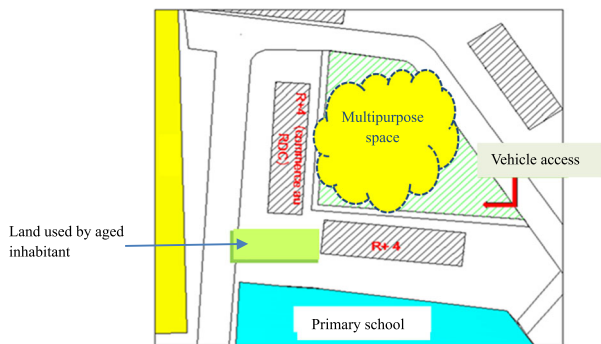 R+4 (commerce au
RDC)
Multipurpose
space
Vehicle access
Land used by aged
inhabitant
R+ 4
Primary school